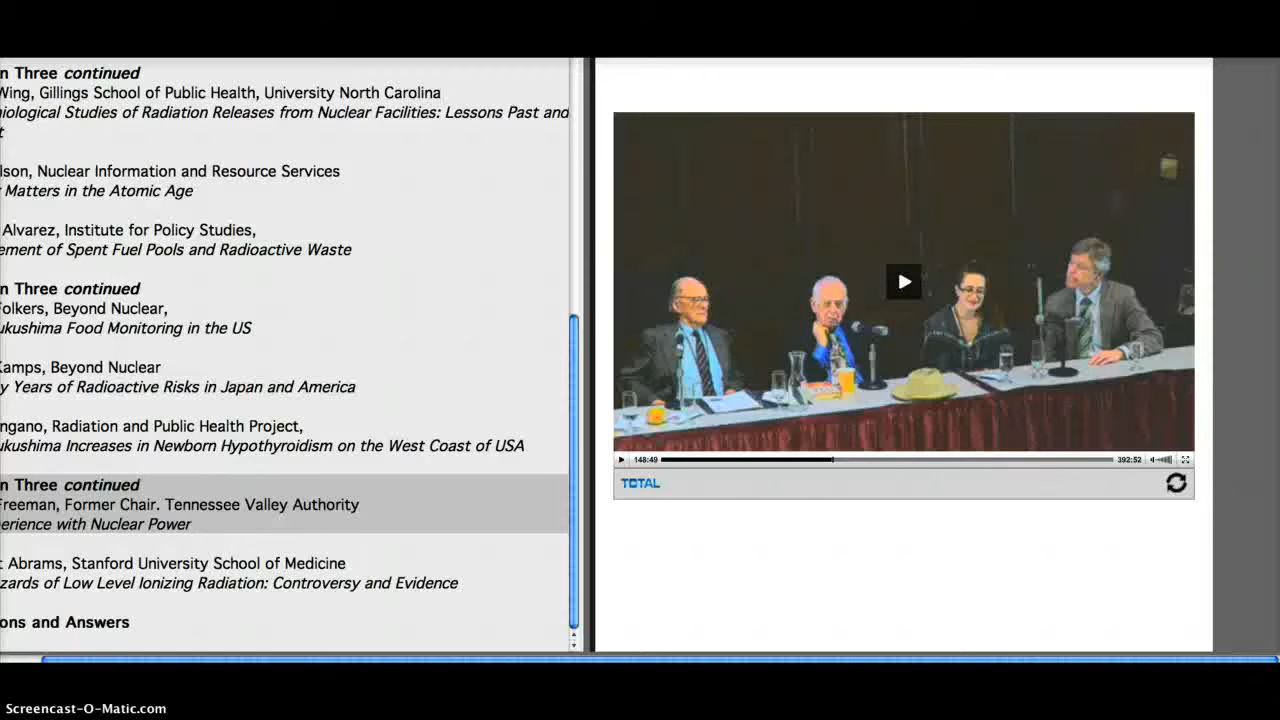 n Three continued
Wing, Gillings School of Public Health, University North Carolina
iological Studies of Radiation Releases from Nuclear Facilities: Lessons Past and
t
lson, Nuclear Information and Resource Services
Matters in the Atomic Age
Alvarez, Institute for Policy Studies,
ement of Spent Fuel Pools and Radioactive Waste
n Three continued
Folkers, Beyond Nuclear,
ukushima Food Monitoring in the US
Kamps, Beyond Nuclear
y Years of Radioactive Risks in Japan and America
ngano, Radiation and Public Health Project,
ukushima Increases in Newborn Hypothyroidism on the West Coast of USA
n Three continued
Freeman, Former Chair. Tennessee Valley Authority
erience with Nuclear Power
t Abrams, Stanford University School of Medicine
zards of Low Level Ionizing Radiation: Controversy and Evidence
ons and Answers
148:49
392:52
TOTAL
Screencast-O-Matic.com